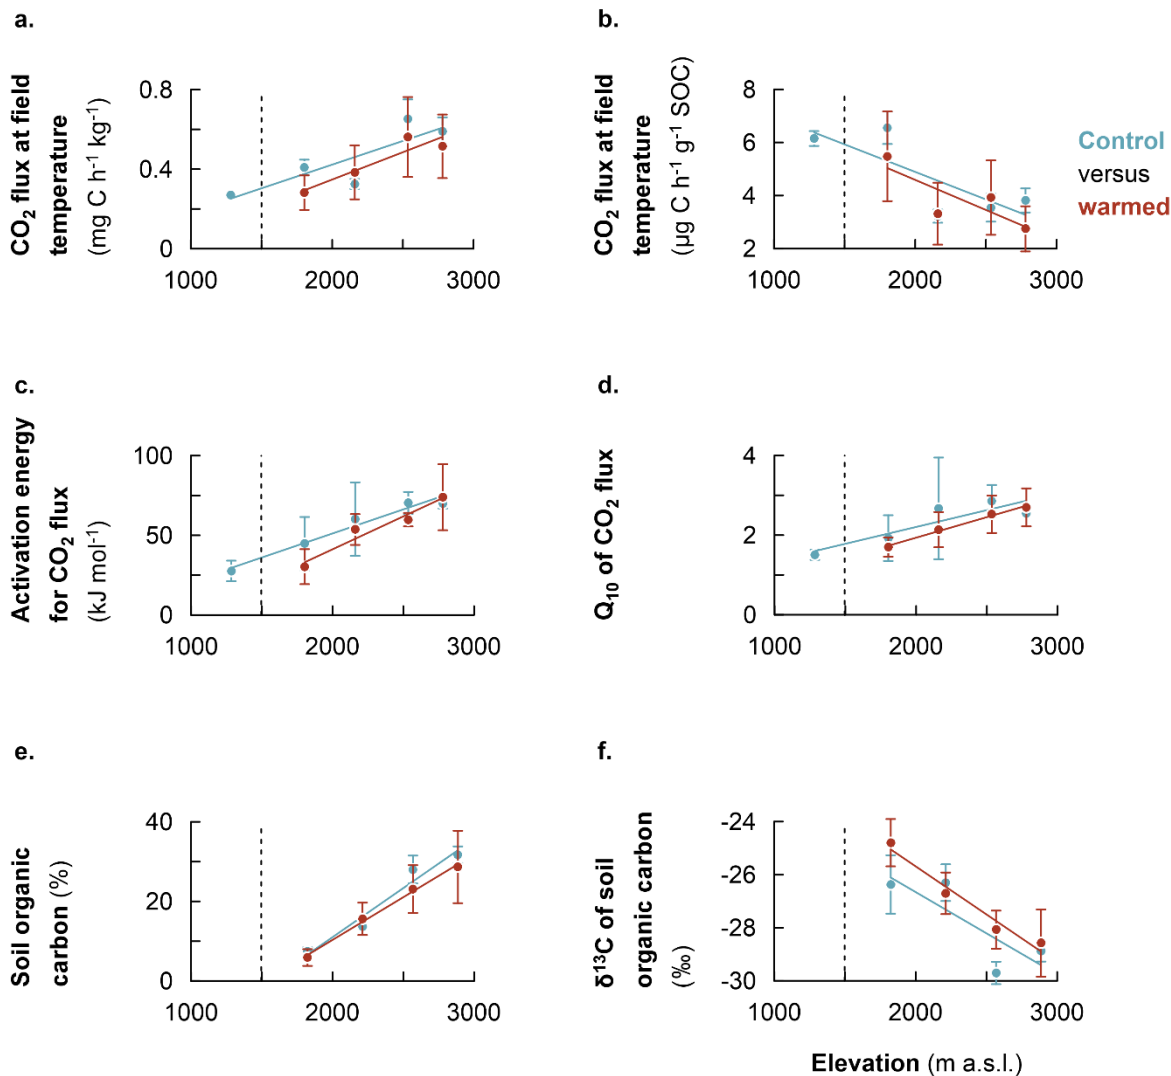 a.
CO₂ flux at field
temperature
(mg C h⁻¹ kg⁻¹)
0.8
0.4
0
1000
2000
3000
b.
CO₂ flux at field
temperature
(µg C h⁻¹ g⁻¹ SOC)
8
6
4
2
1000
2000
3000
Control
versus
warmed
c.
Activation energy
for CO₂ flux
(kJ mol⁻¹)
100
50
0
1000
2000
3000
d.
Q₁₀ of CO₂ flux
4
2
0
1000
2000
3000
e.
Soil organic
carbon (%)
40
20
0
1000
2000
3000
f.
δ¹³C of soil
organic carbon
(‰)
-24
-26
-28
-30
1000
2000
3000
Elevation (m a.s.l.)